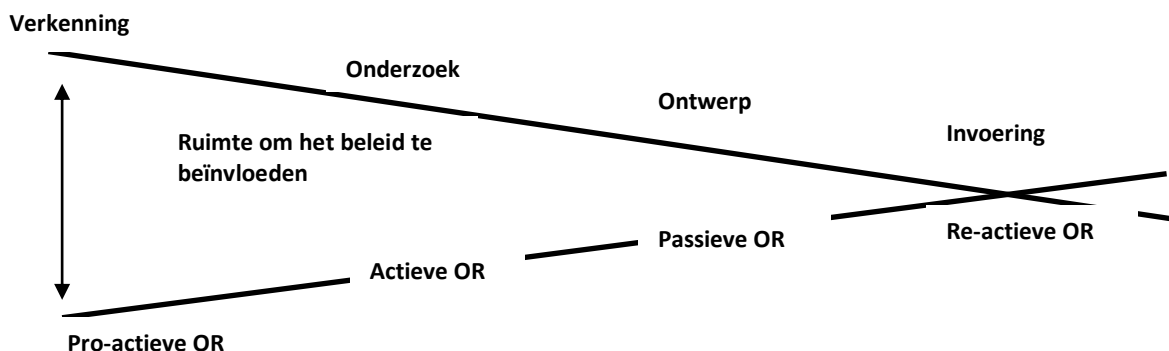 Verkenning
Onderzoek
Ontwerp
Invoering
Ruimte om het beleid te
beïnvloeden
Re-actieve OR
Passieve OR
Actieve OR
Pro-actieve OR